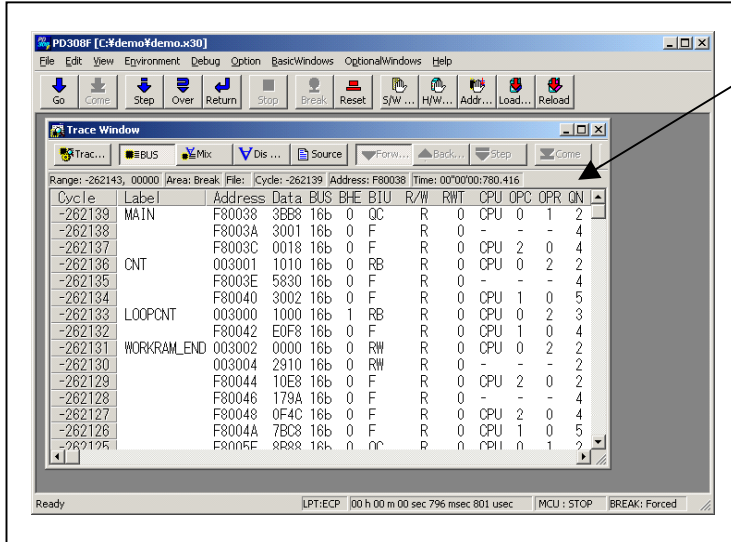 PD308F [C:¥demo¥demo.x30]
File Edit View Environment Debug Option BasicWindows OptionalWindows Help
Go Come Step Over Return Stop Break Reset S/W ... H/W... Addr... Load... Reload
Trace Window
Trac... BUS Mix Dis ... Source Forw... Back... Step Come
Range: -262143, 00000 Area: Break File: Cycle: -262139 Address: F80038 Time: 00"00'00:780.416
Cycle Label Address Data BUS BHE BIU R/W RWT CPU OPC OPR QN
-262139 MAIN F80038 3BB8 16b 0 QC R 0 CPU 0 1 2
-262138 F8003A 3001 16b 0 F R 0 - - - 4
-262137 F8003C 0018 16b 0 F R 0 CPU 2 0 4
-262136 CNT 003001 1010 16b 0 RB R 0 CPU 0 2 2
-262135 F8003E 5830 16b 0 F R 0 - - - 4
-262134 F80040 3002 16b 0 F R 0 CPU 1 0 5
-262133 LOOPCNT 003000 1000 16b 1 RB R 0 CPU 0 2 3
-262132 F80042 E0F8 16b 0 F R 0 CPU 1 0 4
-262131 WORKRAM_END 003002 0000 16b 0 RW R 0 CPU 0 2 2
-262130 003004 2910 16b 0 RW R 0 - - - 2
-262129 F80044 10E8 16b 0 F R 0 CPU 2 0 2
-262128 F80046 179A 16b 0 F R 0 - - - 4
-262127 F80048 0F4C 16b 0 F R 0 CPU 2 0 4
-262126 F8004A 7BC8 16b 0 F R 0 CPU 1 0 5
-262125 F8005E 8B88 16b 0 QC R 0 CPU 0 1 2
Ready LPT:ECP 00 h 00 m 00 sec 796 msec 801 usec MCU : STOP BREAK: Forced